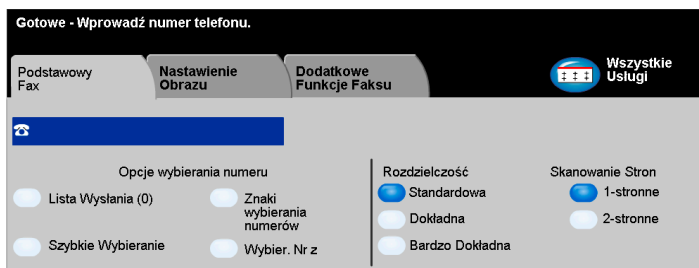 Gotowe - Wprowadź numer telefonu.
Podstawowy
Fax
Nastawienie
Obrazu
Dodatkowe
Funkcje Faksu
Wszystkie
Usługi
Opcje wybierania numeru
Lista Wysłania (0)
Znaki
wybierania
numerów
Szybkie Wybieranie
Wybier. Nr z
Rozdzielczość
Standardowa
Dokładna
Bardzo Dokładna
Skanowanie Stron
1-stronne
2-stronne